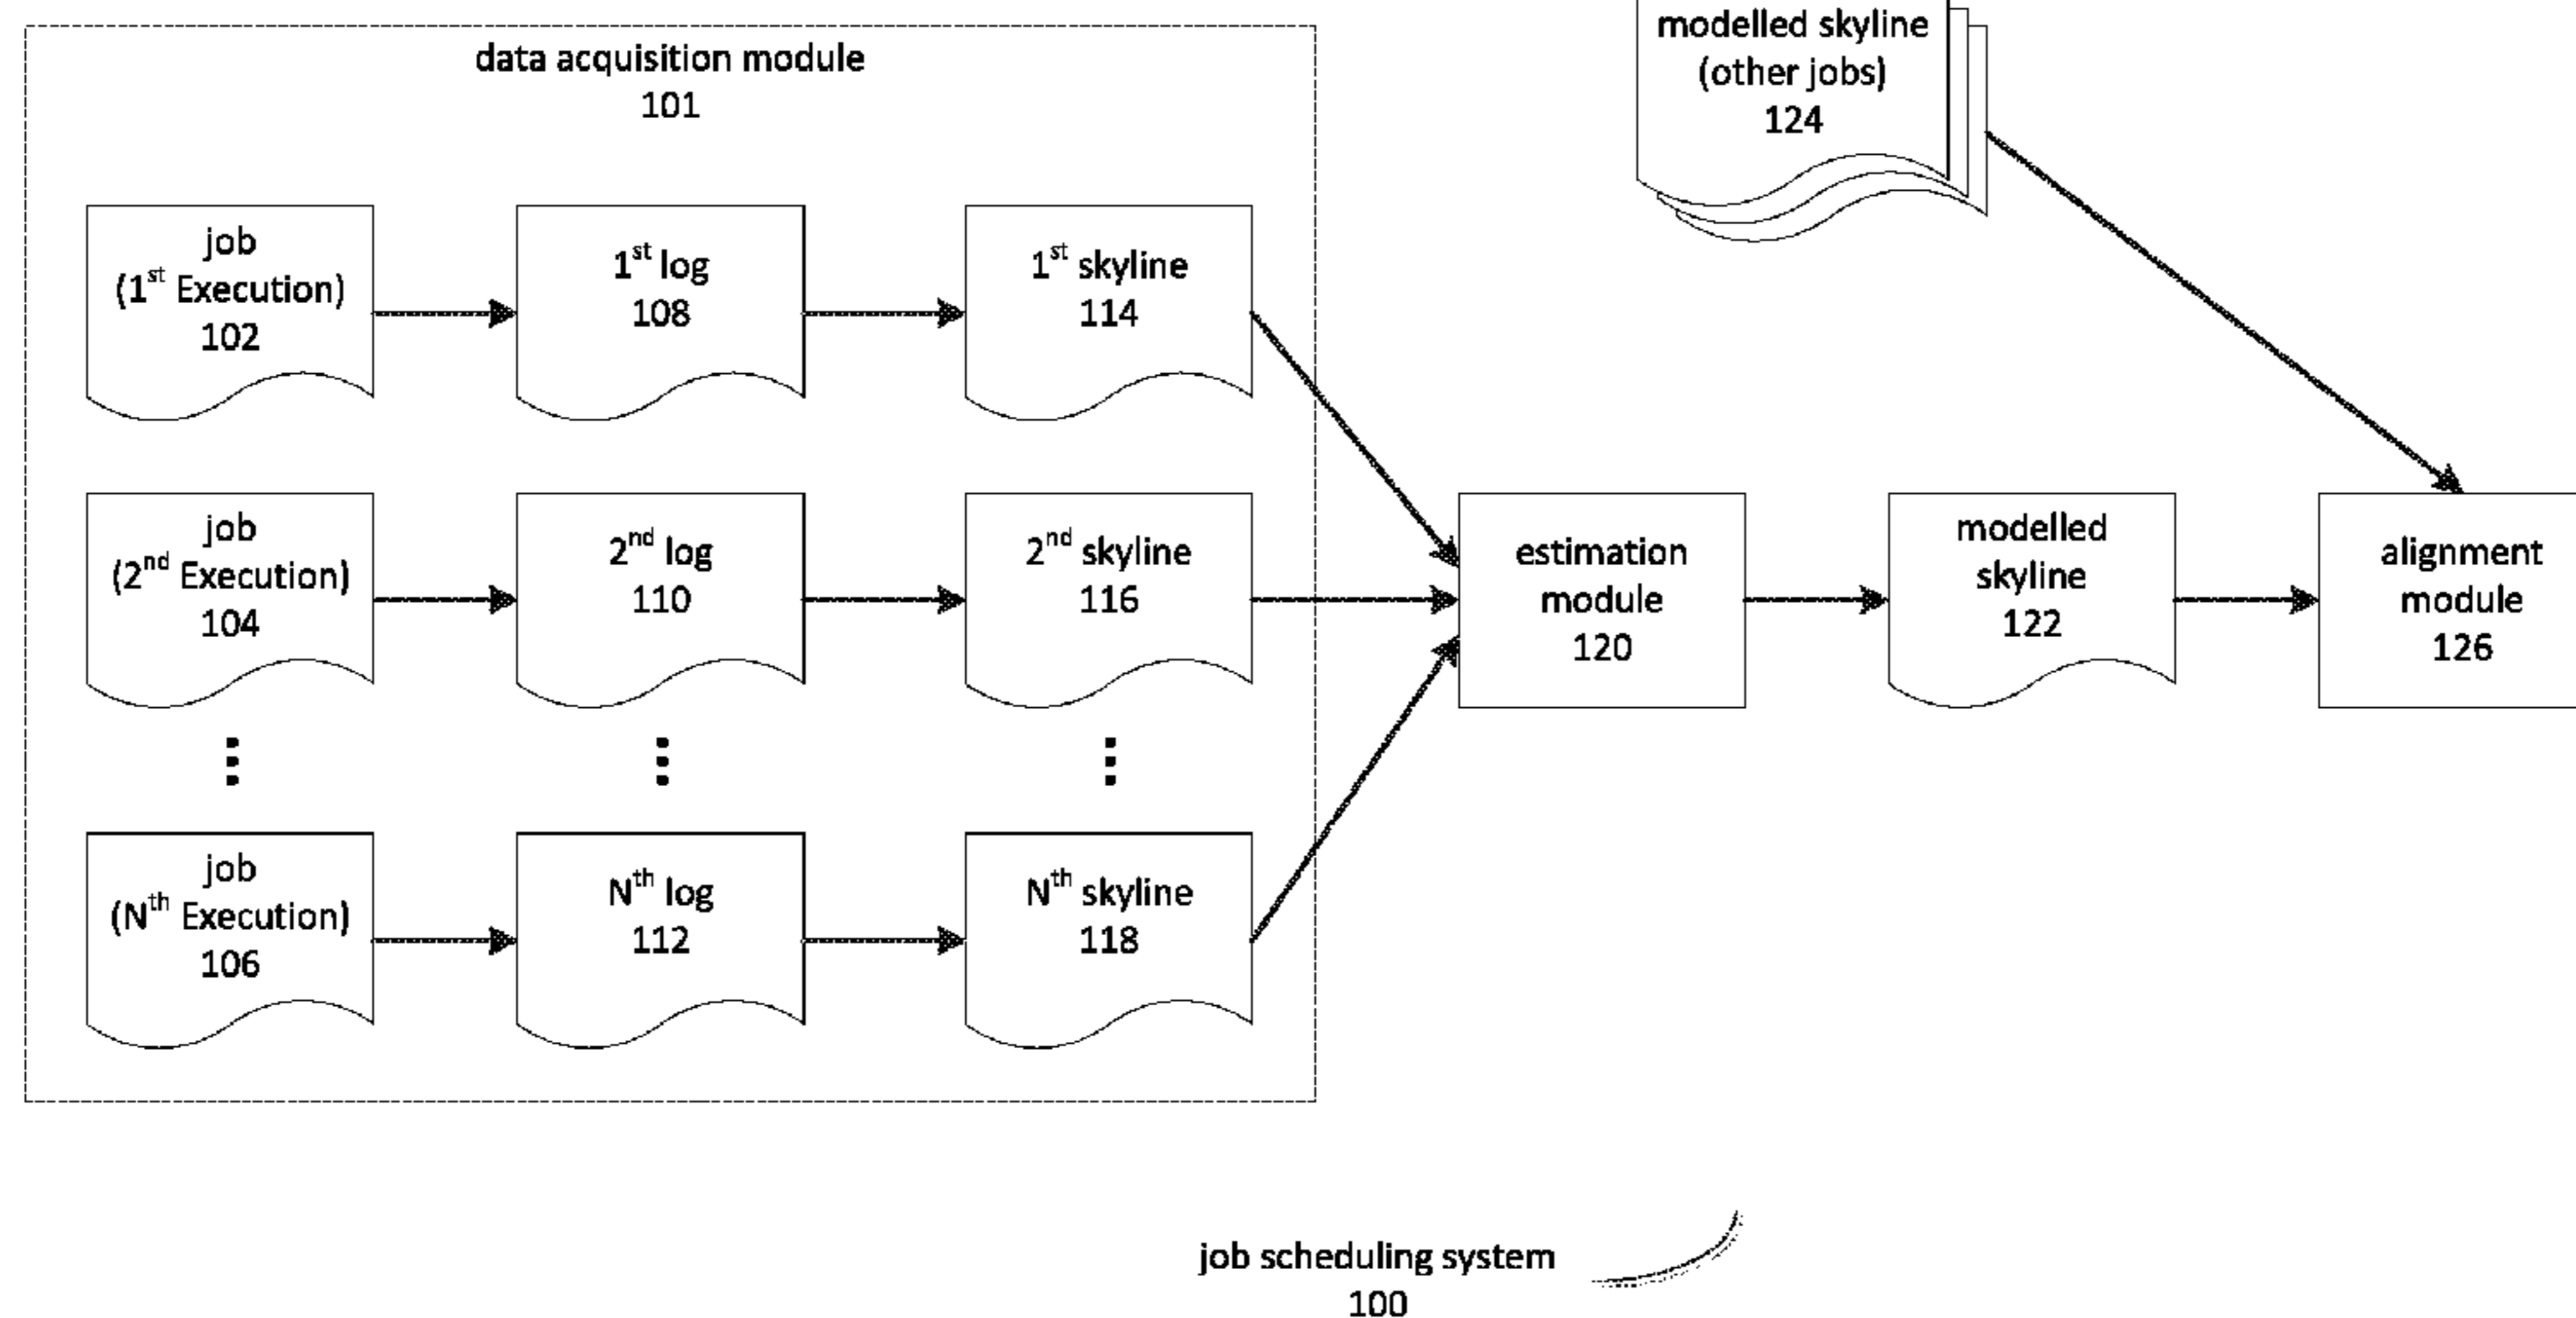 data acquisition module
101
modelled skyline
(other jobs)
124
job
(1st Execution)
102
1st log
108
1st skyline
114
job
(2nd Execution)
104
2nd log
110
2nd skyline
116
estimation
module
120
modelled
skyline
122
alignment
module
126
job
(Nth Execution)
106
Nth log
112
Nth skyline
118
job scheduling system
100